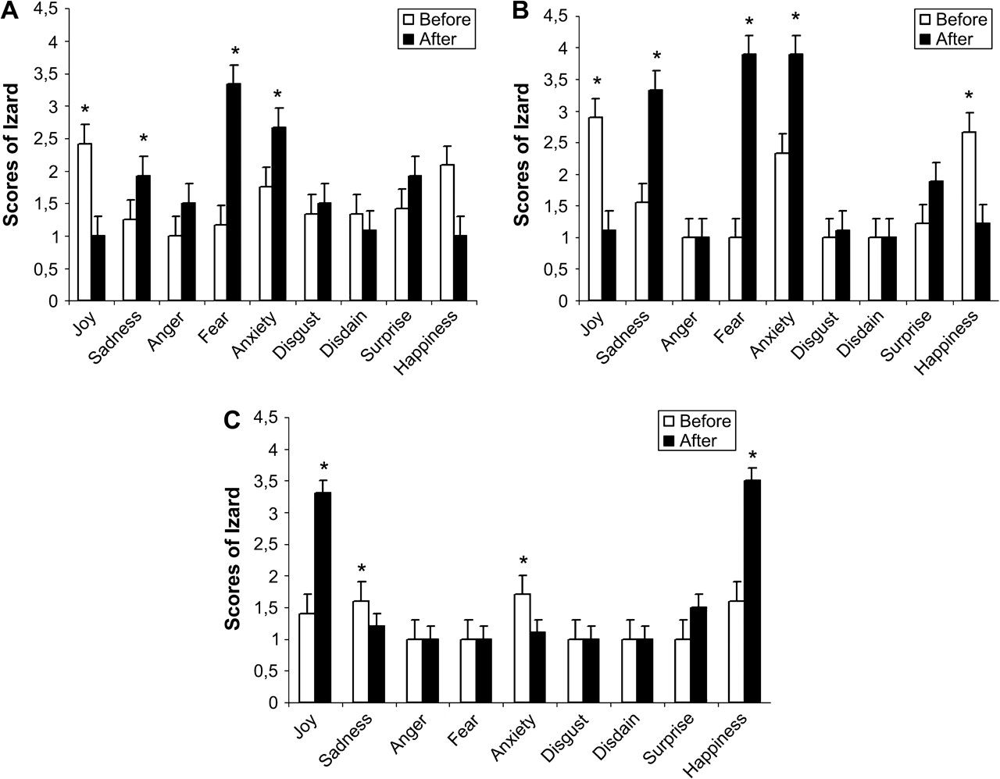 A
Scores of Izard
4,5
4
3,5
3
2,5
2
1,5
1
0,5
0
Before
After
*
*
*
*
Joy
Sadness
Anger
Fear
Anxiety
Disgust
Disdain
Surprise
Happiness
B
Scores of Izard
4,5
4
3,5
3
2,5
2
1,5
1
0,5
0
Before
After
*
*
*
*
*
Joy
Sadness
Anger
Fear
Anxiety
Disgust
Disdain
Surprise
Happiness
C
Scores of Izard
4,5
4
3,5
3
2,5
2
1,5
1
0,5
0
Before
After
*
*
*
*
Joy
Sadness
Anger
Fear
Anxiety
Disgust
Disdain
Surprise
Happiness